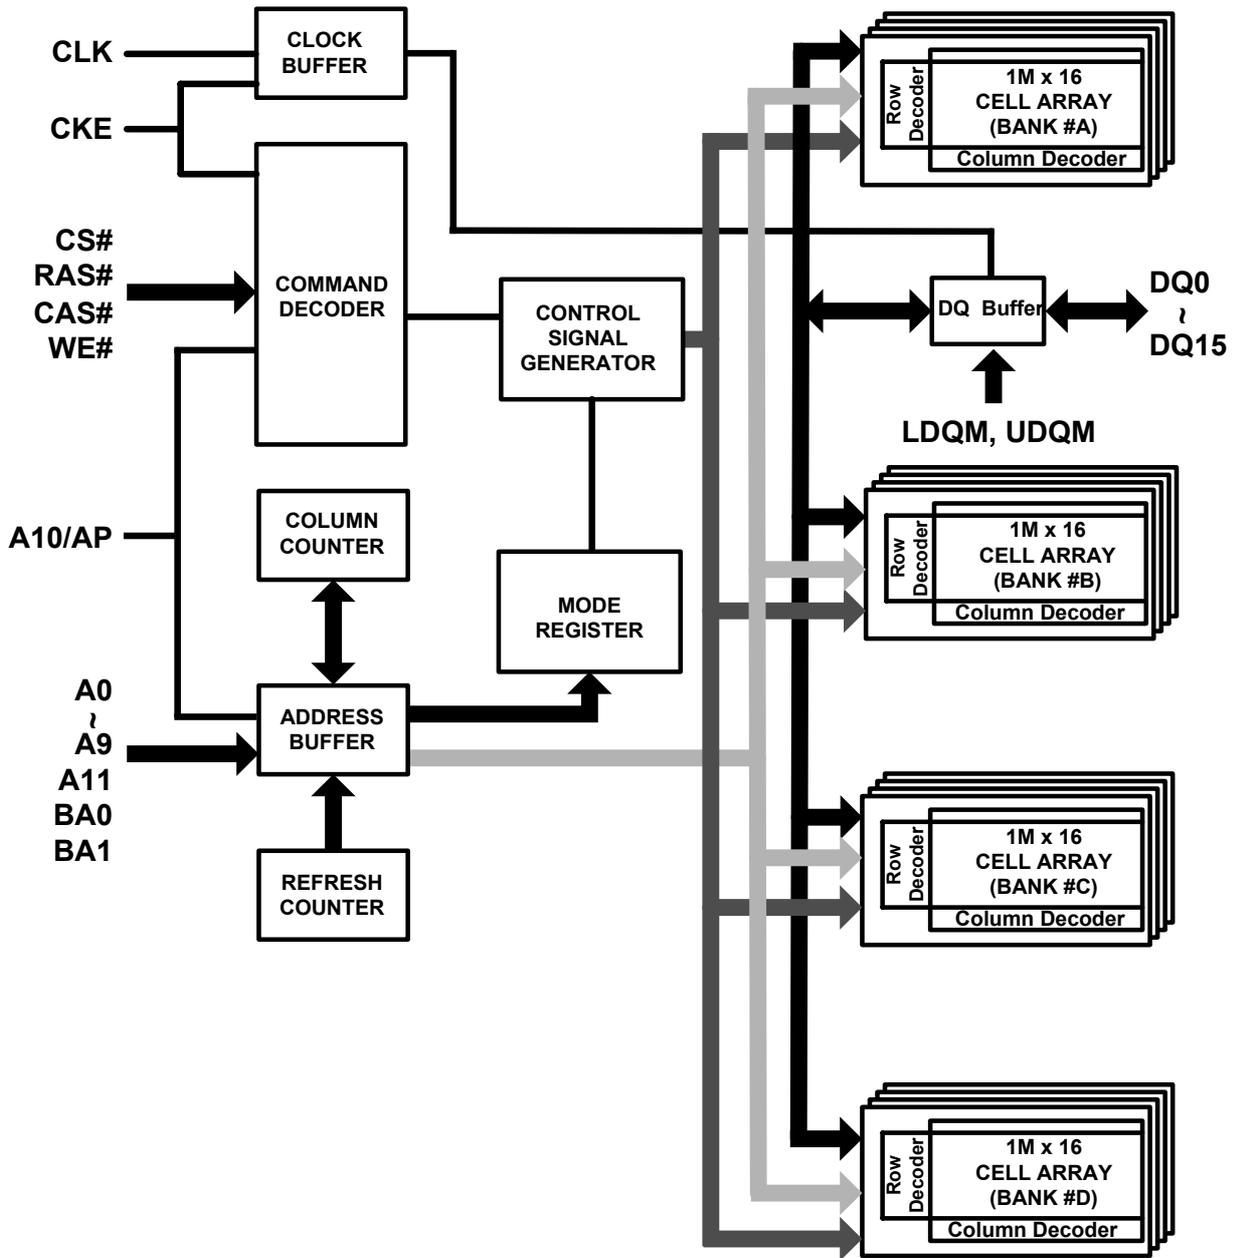 CLK
CLOCK
BUFFER
CKE
CS#
RAS#
CAS#
WE#
COMMAND
DECODER
CONTROL
SIGNAL
GENERATOR
A10/AP
COLUMN
COUNTER
MODE
REGISTER
A0
~
A9
A11
BA0
BA1
ADDRESS
BUFFER
REFRESH
COUNTER
Row
Decoder
1M x 16
CELL ARRAY
(BANK #A)
Column Decoder
DQ Buffer
DQ0
~
DQ15
LDQM, UDQM
Row
Decoder
1M x 16
CELL ARRAY
(BANK #B)
Column Decoder
Row
Decoder
1M x 16
CELL ARRAY
(BANK #C)
Column Decoder
Row
Decoder
1M x 16
CELL ARRAY
(BANK #D)
Column Decoder